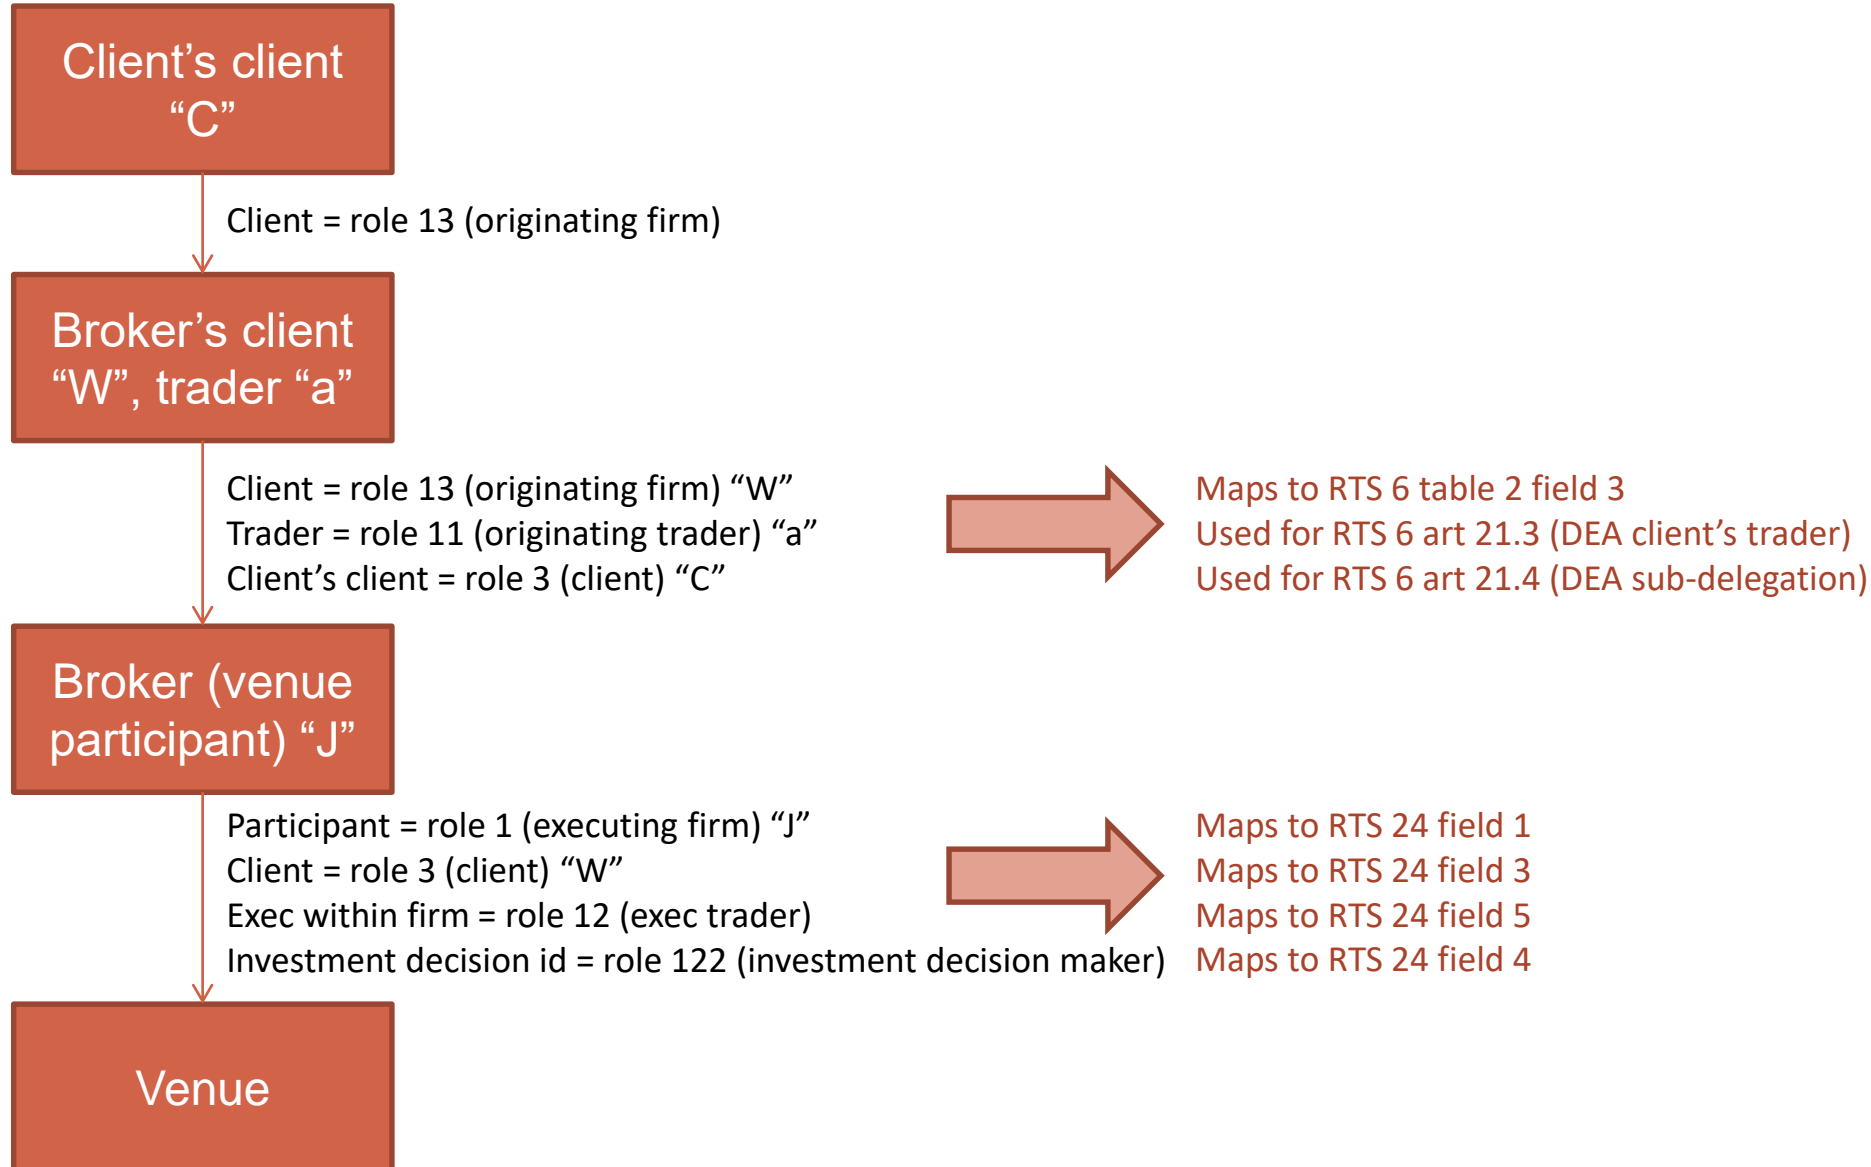 Client’s client
“C”
Client = role 13 (originating firm)
Broker’s client
“W”, trader “a”
Client = role 13 (originating firm) “W”
Trader = role 11 (originating trader) “a”
Client’s client = role 3 (client) “C”
Maps to RTS 6 table 2 field 3
Used for RTS 6 art 21.3 (DEA client’s trader)
Used for RTS 6 art 21.4 (DEA sub-delegation)
Broker (venue
participant) “J”
Participant = role 1 (executing firm) “J”
Client = role 3 (client) “W”
Exec within firm = role 12 (exec trader)
Investment decision id = role 122 (investment decision maker)
Maps to RTS 24 field 1
Maps to RTS 24 field 3
Maps to RTS 24 field 5
Maps to RTS 24 field 4
Venue